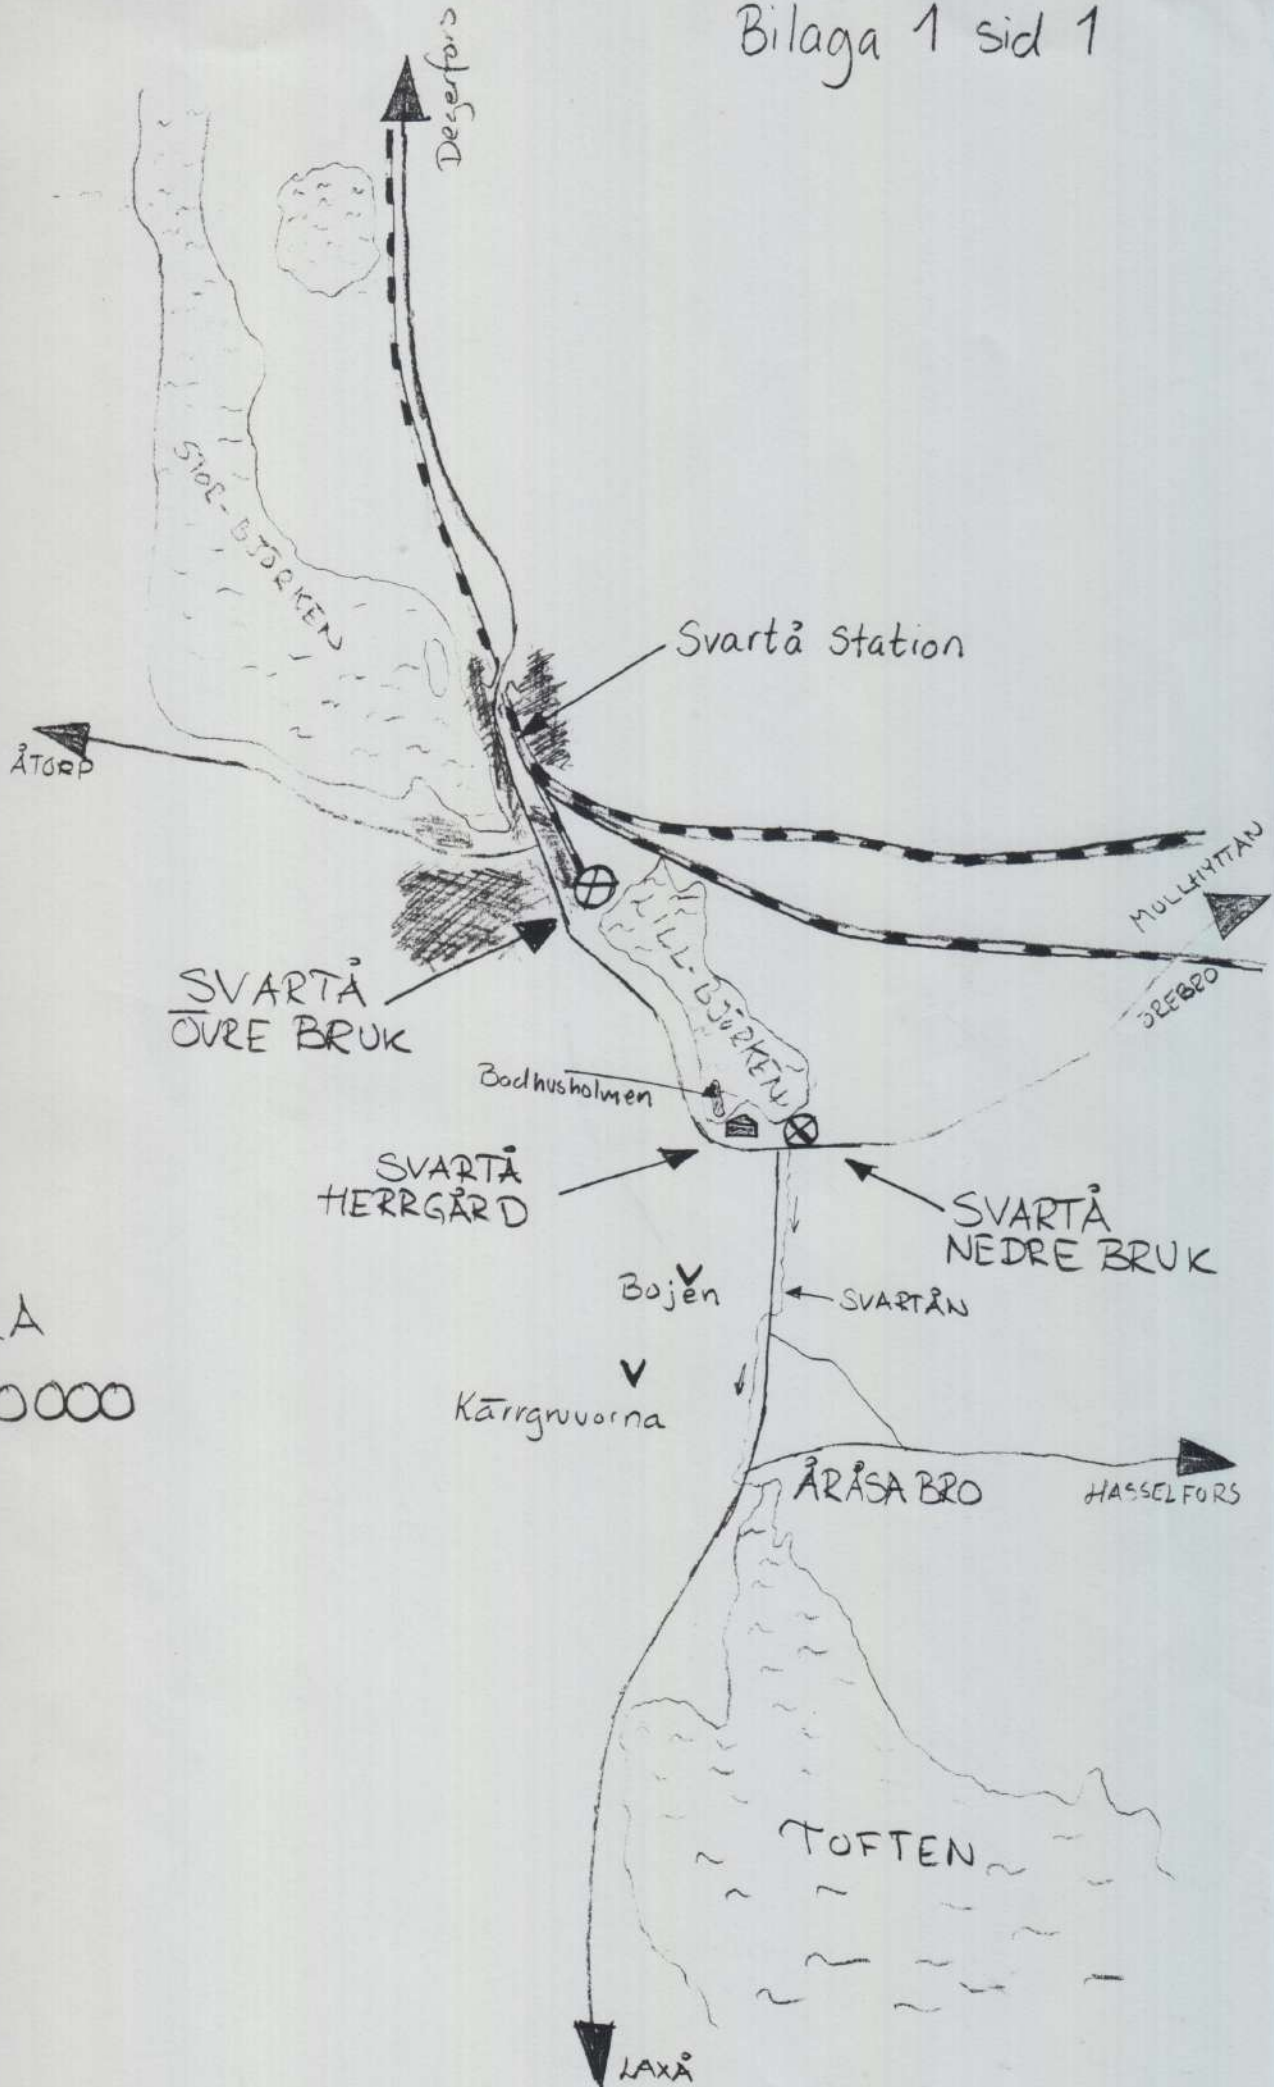 Bilaga 1 sid 1
Degerfors
STOR-BJÖRKEN
Svartå Station
ÅTORP
MULLHYTTAN
ÖREBRO
LILL-BJÖRKEN
SVARTÅ
ÖVRE BRUK
Badhusholmen
SVARTÅ
HERRGÅRD
SVARTÅ
NEDRE BRUK
Bojen
SVARTÅN
A
0000
Kärrgruvorna
ÅRÅSA BRO
HASSELFORS
TOFTEN
LAXÅ